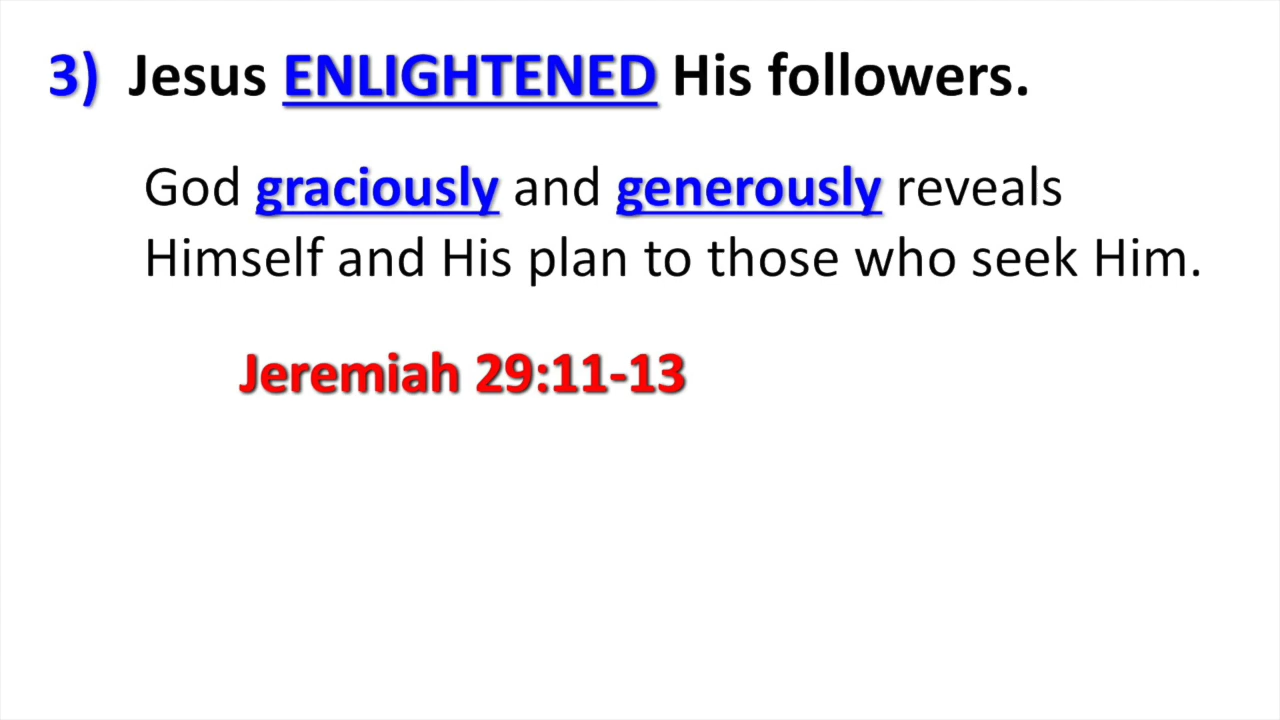 3) Jesus ENLIGHTENED His followers.
God graciously and generously reveals
Himself and His plan to those who seek Him.
Jeremiah 29:11-13